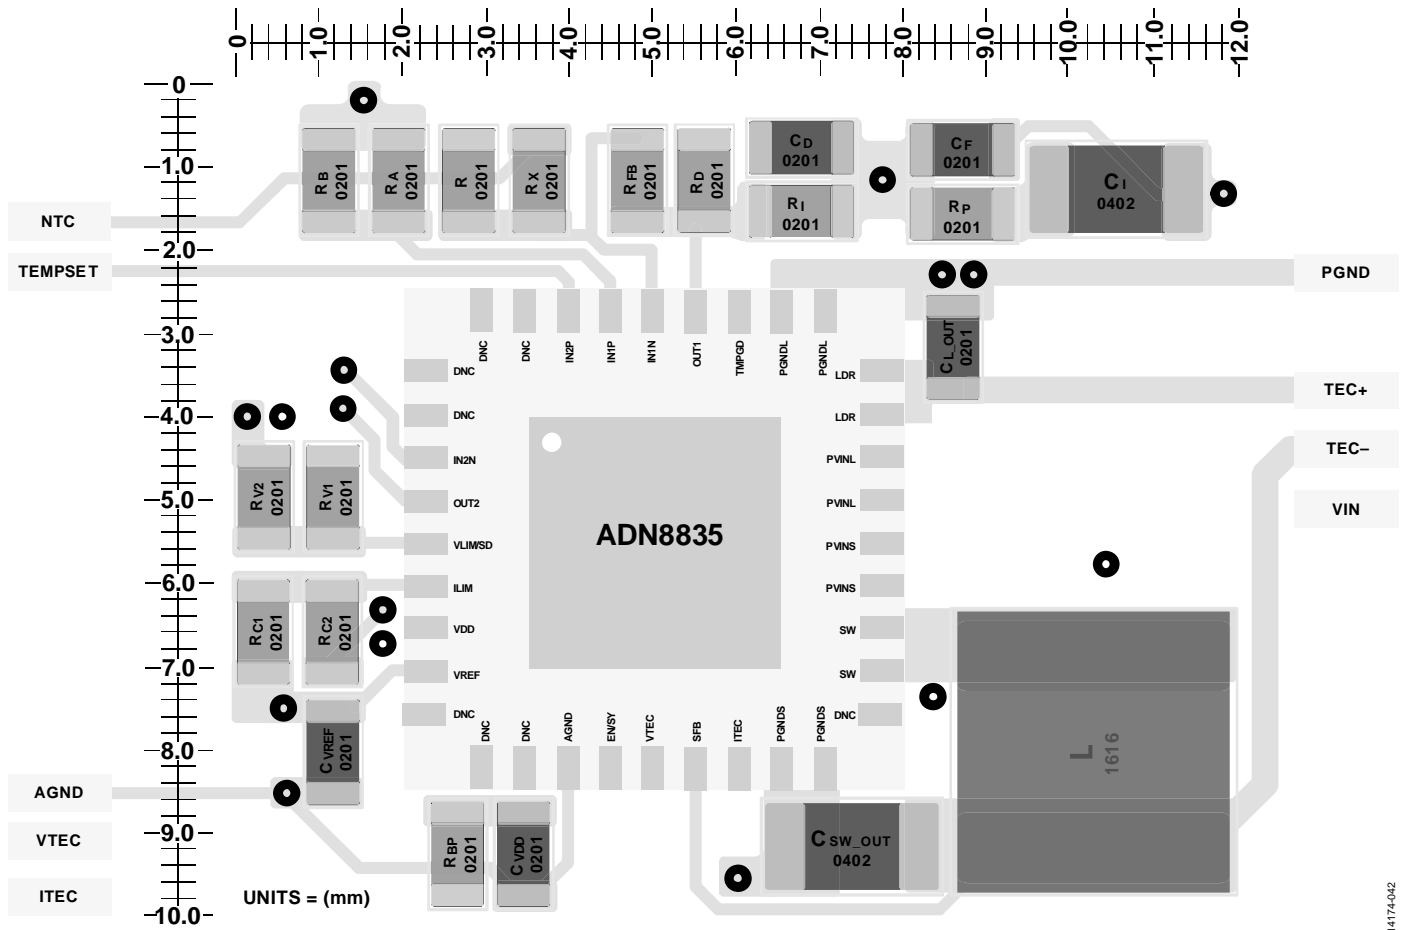 0 1.0 2.0 3.0 4.0 5.0 6.0 7.0 8.0 9.0 10.0 11.0 12.0
0
1.0
2.0
3.0
4.0
5.0
6.0
7.0
8.0
9.0
10.0
RB 0201
RA 0201
R 0201
RX 0201
RFB 0201
RD 0201
CD
0201
RI
0201
CF
0201
RP
0201
CI
0402
NTC
TEMPSET
PGND
CL_OUT 0201
TEC+
TEC–
VIN
DNC DNC IN2P IN1P IN1N OUT1 TMPGD PGNDL PGNDL
DNC
DNC
IN2N
OUT2
VLIM/SD
ILIM
VDD
VREF
DNC
LDR
LDR
PVINL
PVINL
PVINS
PVINS
SW
SW
DNC
ADN8835
DNC DNC AGND EN/SY VTEC SFB ITEC PGNDS PGNDS
RV2 0201
RV1 0201
RC1 0201
RC2 0201
CVREF 0201
L 1616
AGND
VTEC
ITEC
RBP 0201
CVDD 0201
CSW_OUT
0402
UNITS = (mm)
14174-042